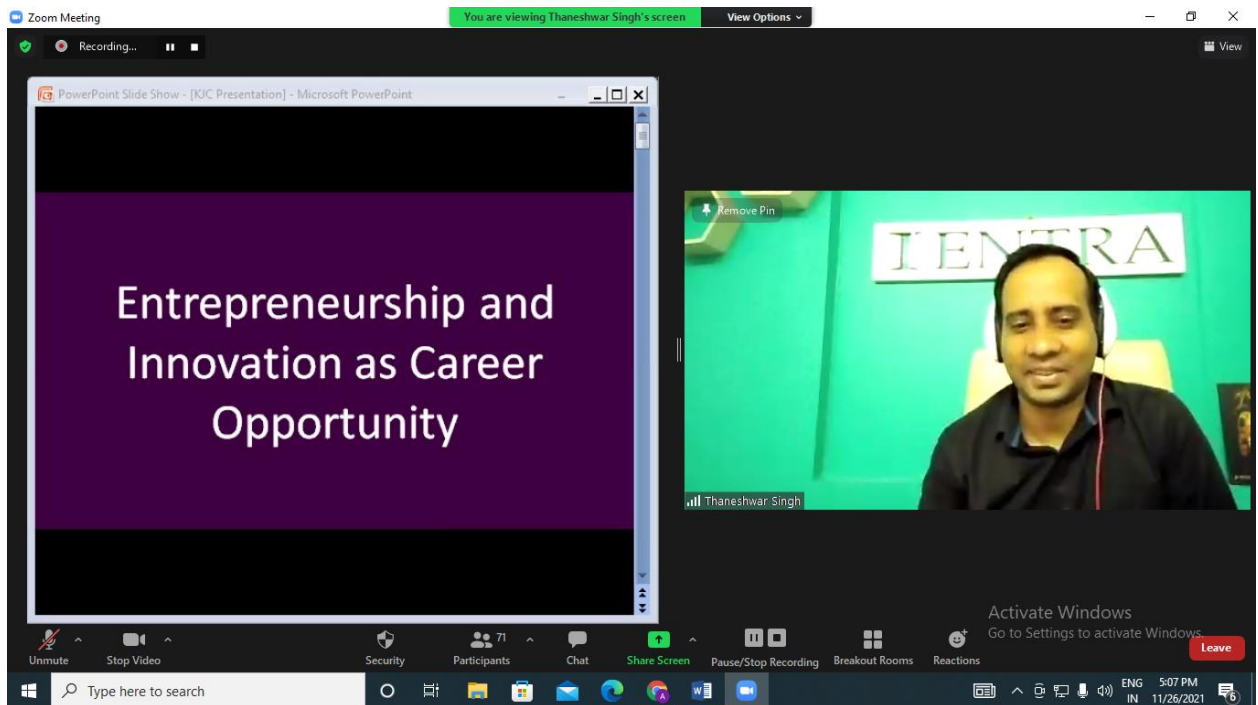 Zoom Meeting
You are viewing Thaneshwar Singh's screen
View Options
Recording...
View
PowerPoint Slide Show - [KJC Presentation] - Microsoft PowerPoint
Entrepreneurship and
Innovation as Career
Opportunity
Remove Pin
I ENTRA
Thaneshwar Singh
Activate Windows
Go to Settings to activate Windows.
Unmute
Stop Video
Security
71
Participants
Chat
Share Screen
Pause/Stop Recording
Breakout Rooms
Reactions
Leave
Type here to search
ENG
IN
5:07 PM
11/26/2021
6